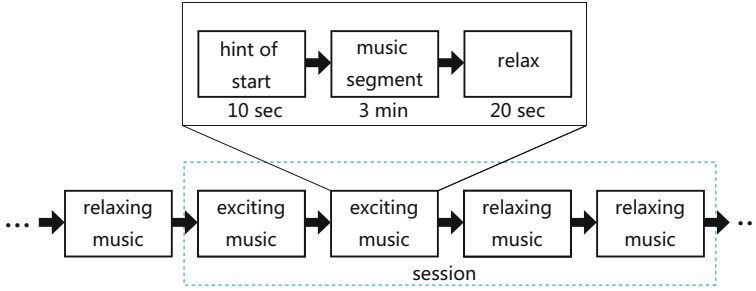 hint of
start
music
segment
relax
10 sec
3 min
20 sec
...
relaxing
music
exciting
music
exciting
music
relaxing
music
relaxing
music
..
session